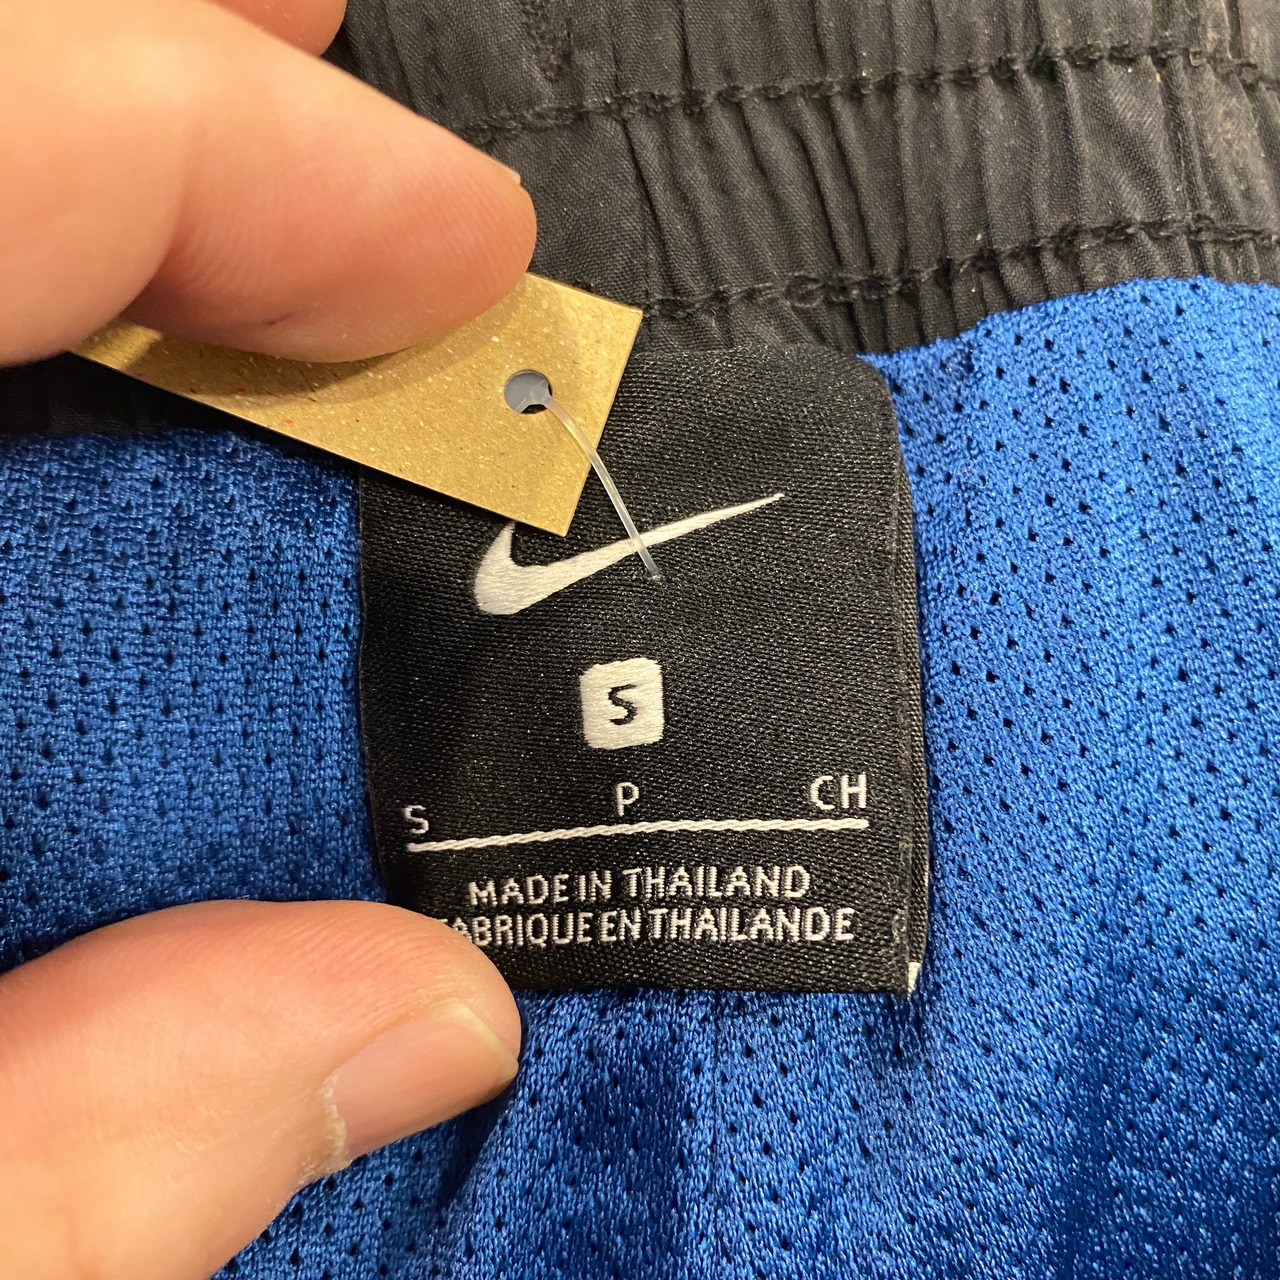 S
S P CH
MADE IN THAILAND
FABRIQUE EN THAILANDE